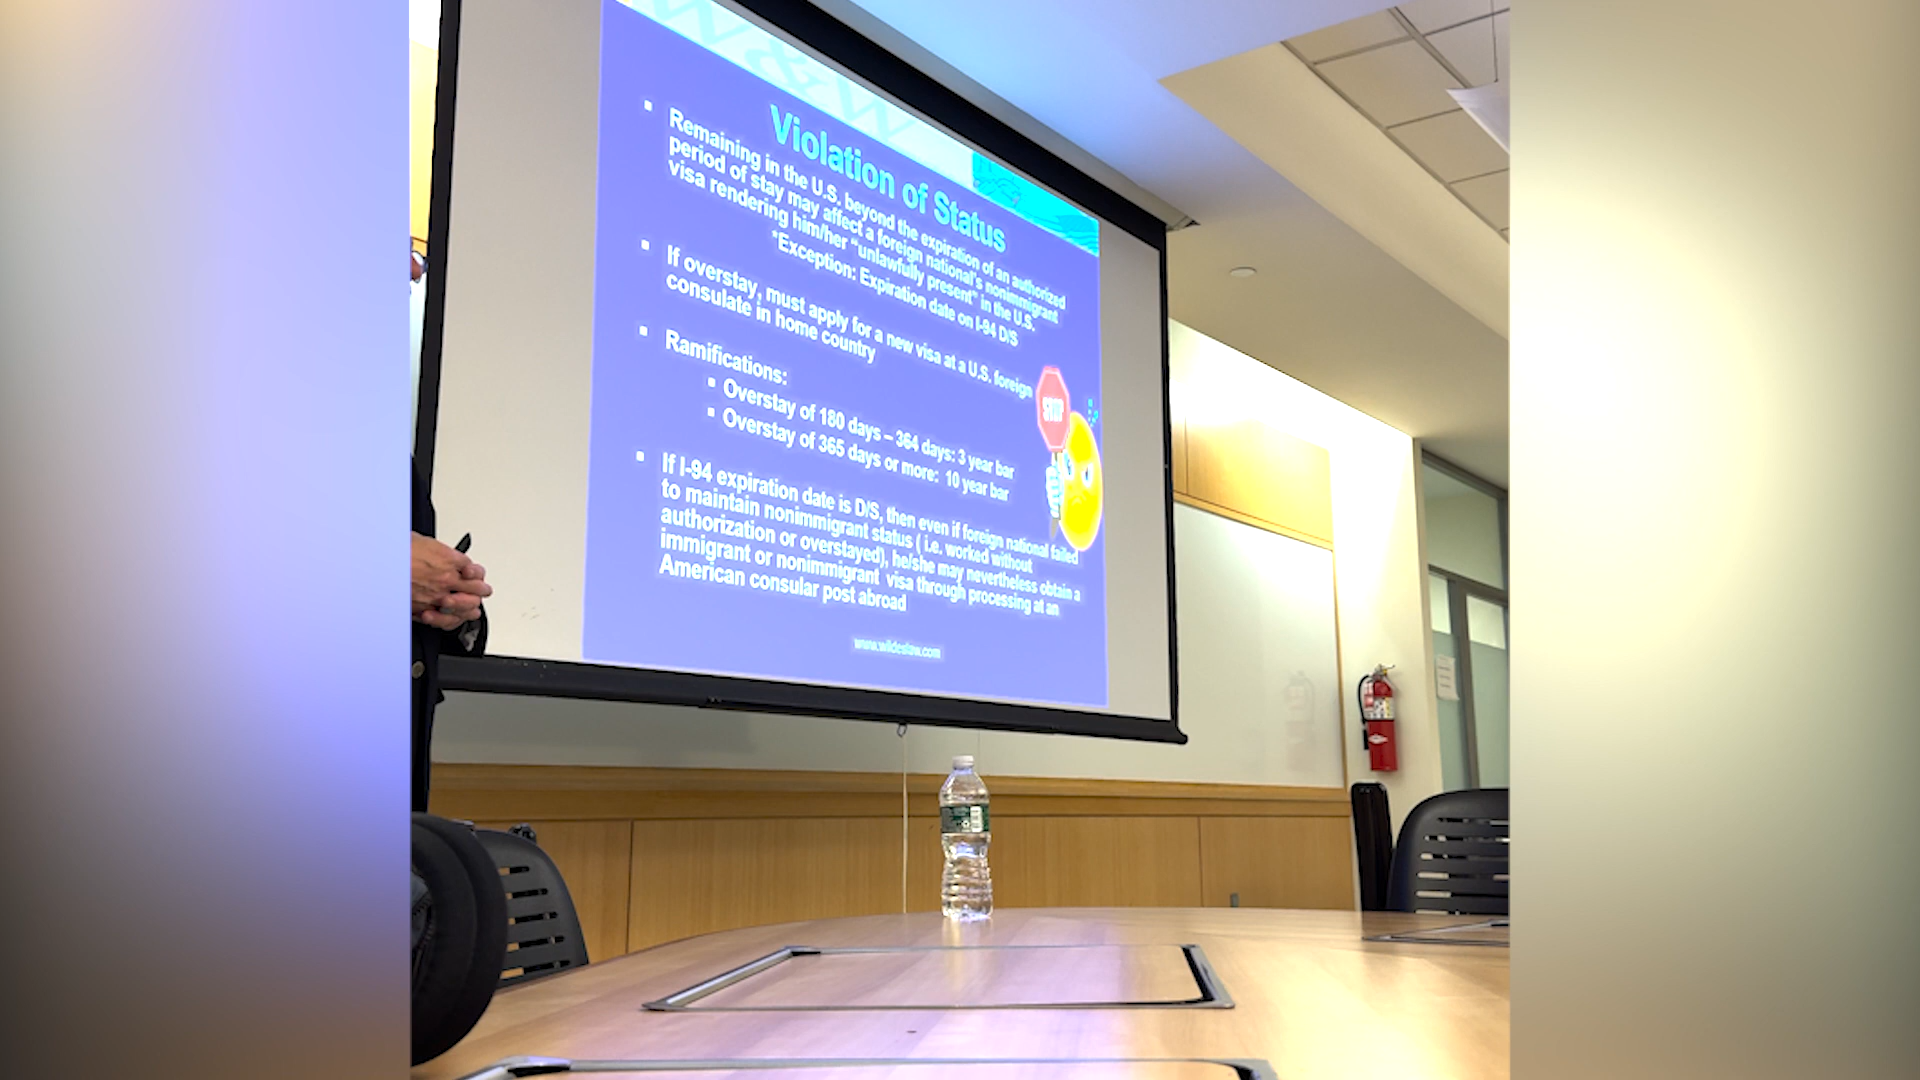 W&W
Violation of Status
▪ Remaining in the U.S. beyond the expiration of an authorized
period of stay may affect a foreign national's nonimmigrant
visa rendering him/her "unlawfully present" in the U.S.
*Exception: Expiration date on I-94 D/S
▪ If overstay, must apply for a new visa at a U.S. foreign
consulate in home country
▪ Ramifications:
▪ Overstay of 180 days – 364 days: 3 year bar
▪ Overstay of 365 days or more: 10 year bar
▪ If I-94 expiration date is D/S, then even if foreign national failed
to maintain nonimmigrant status ( i.e. worked without
authorization or overstayed), he/she may nevertheless obtain a
immigrant or nonimmigrant visa through processing at an
American consular post abroad
STOP
www.wildeslaw.com